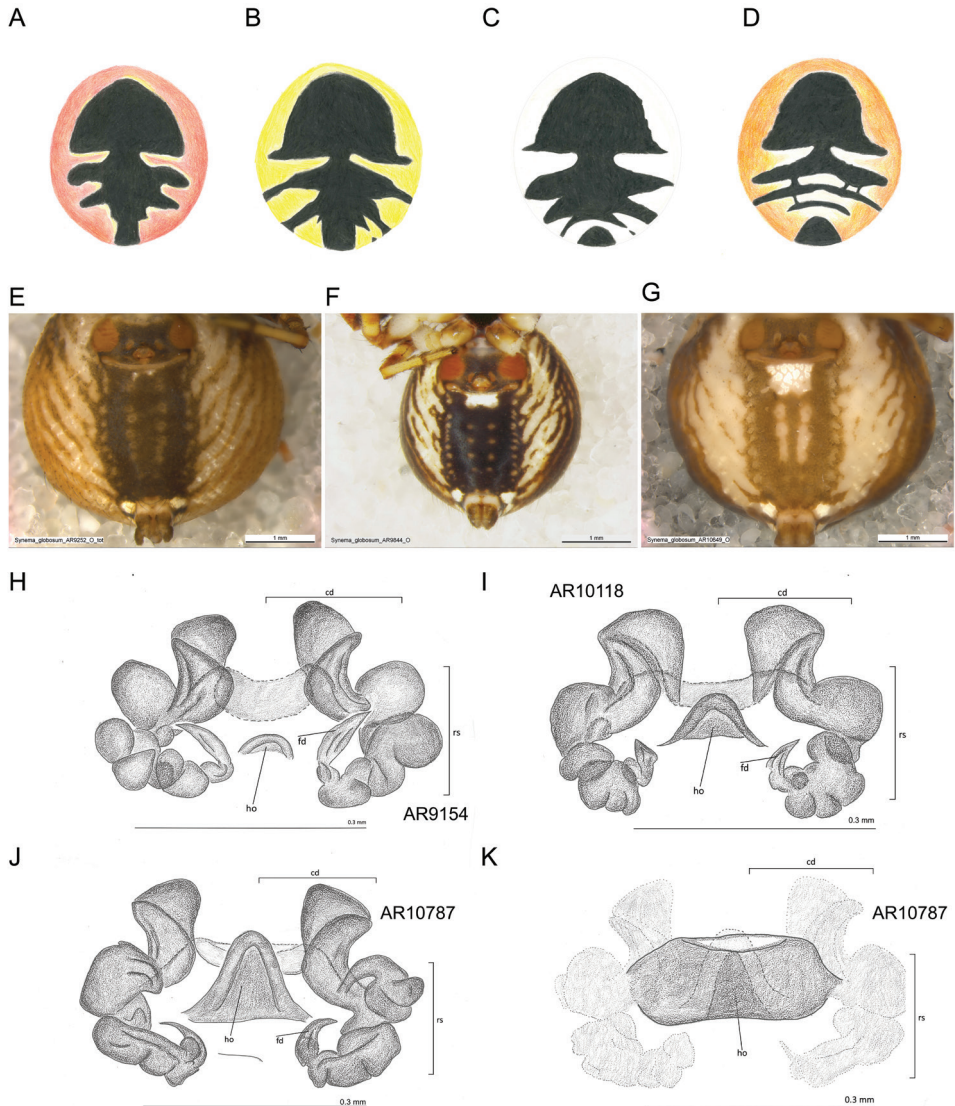 A
B
C
D
E
F
G
Synema_globosum_AR9252_O_tot
1 mm
Synema_globosum_AR9844_O
1 mm
Synema_globosum_AR10649_O
1 mm
H
I
cd
AR10118
cd
rs
rs
fd
ho
fd
ho
AR9154
0.3 mm
0.3 mm
J
K
cd
AR10787
cd
AR10787
rs
rs
ho
fd
ho
0.3 mm
0.3 mm